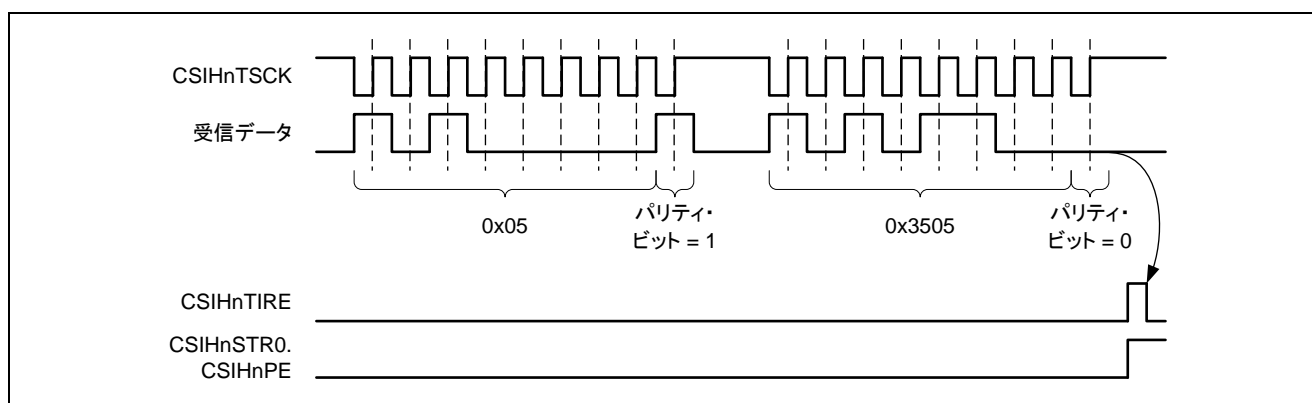 CSIHnTSCK
受信データ
0x05
パリティ・
ビット = 1
0x3505
パリティ・
ビット = 0
CSIHnTIRE
CSIHnSTR0.
CSIHnPE